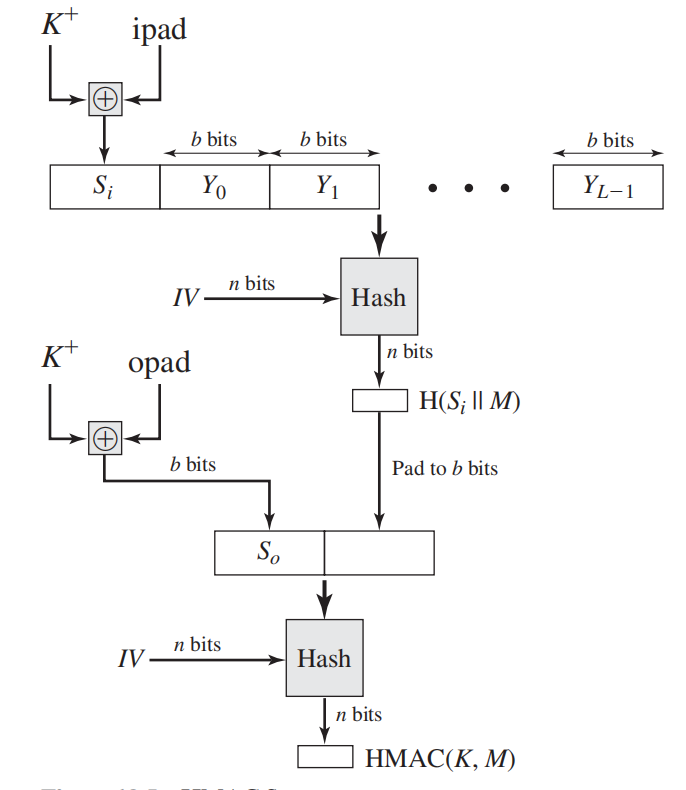 K⁺ ipad
⊕
b bits b bits b bits
Sᵢ Y₀ Y₁ • • • Y_{L−1}
IV n bits Hash
n bits
K⁺ opad
H(Sᵢ || M)
⊕
b bits Pad to b bits
Sₒ
IV n bits Hash
n bits
HMAC(K, M)